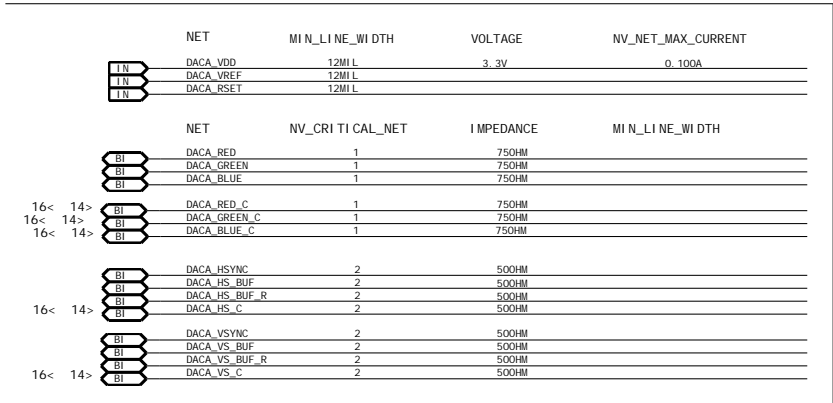 NET MIN_LINE_WIDTH VOLTAGE NV_NET_MAX_CURRENT
IN DACA_VDD 12MIL 3.3V 0.100A
IN DACA_VREF 12MIL
IN DACA_RSET 12MIL
NET NV_CRITICAL_NET IMPEDANCE MIN_LINE_WIDTH
BI DACA_RED 1 75OHM
BI DACA_GREEN 1 75OHM
BI DACA_BLUE 1 75OHM
16< 14> BI DACA_RED_C 1 75OHM
16< 14> BI DACA_GREEN_C 1 75OHM
16< 14> BI DACA_BLUE_C 1 75OHM
BI DACA_HSYNC 2 50OHM
BI DACA_HS_BUF 2 50OHM
BI DACA_HS_BUF_R 2 50OHM
16< 14> BI DACA_HS_C 2 50OHM
BI DACA_VSYNC 2 50OHM
BI DACA_VS_BUF 2 50OHM
BI DACA_VS_BUF_R 2 50OHM
16< 14> BI DACA_VS_C 2 50OHM